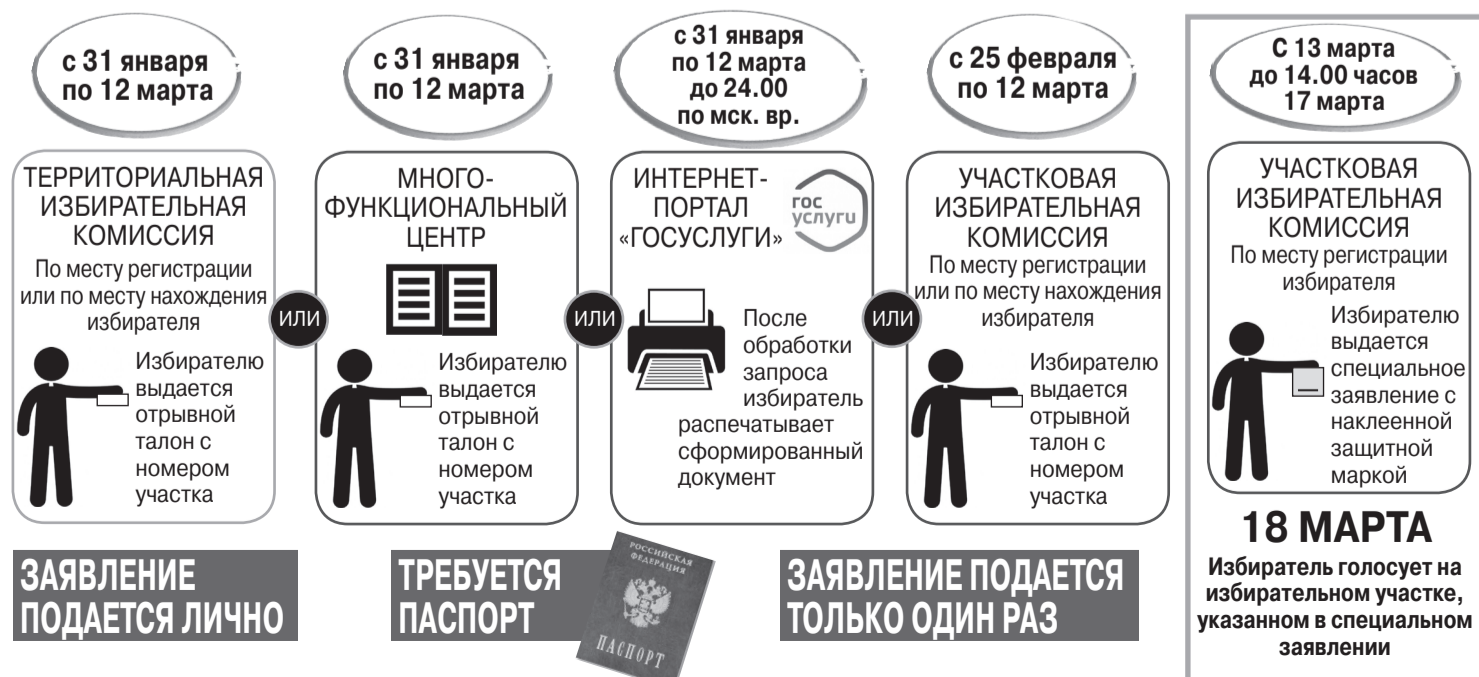 с 31 января
по 12 марта
ТЕРРИТОРИАЛЬНАЯ
ИЗБИРАТЕЛЬНАЯ
КОМИССИЯ
По месту регистрации
или по месту нахождения
избирателя
Избирателю
выдается
отрывной
талон с
номером
участка
ИЛИ
с 31 января
по 12 марта
МНОГО-
ФУНКЦИОНАЛЬНЫЙ
ЦЕНТР
Избирателю
выдается
отрывной
талон с
номером
участка
ИЛИ
с 31 января
по 12 марта
до 24.00
по мск. вр.
ИНТЕРНЕТ-
ПОРТАЛ
«ГОСУСЛУГИ»
гос
услуги
После
обработки
запроса
избиратель
распечатывает
сформированный
документ
ИЛИ
с 25 февраля
по 12 марта
УЧАСТКОВАЯ
ИЗБИРАТЕЛЬНАЯ
КОМИССИЯ
По месту регистрации
или по месту нахождения
избирателя
Избирателю
выдается
отрывной
талон с
номером
участка
С 13 марта
до 14.00 часов
17 марта
УЧАСТКОВАЯ
ИЗБИРАТЕЛЬНАЯ
КОМИССИЯ
По месту регистрации
избирателя
Избирателю
выдается
специальное
заявление с
наклеенной
защитной
маркой
18 МАРТА
Избиратель голосует на
избирательном участке,
указанном в специальном
заявлении
ЗАЯВЛЕНИЕ
ПОДАЕТСЯ ЛИЧНО
ТРЕБУЕТСЯ
ПАСПОРТ
РОССИЙСКАЯ
ФЕДЕРАЦИЯ
ПАСПОРТ
ЗАЯВЛЕНИЕ ПОДАЕТСЯ
ТОЛЬКО ОДИН РАЗ